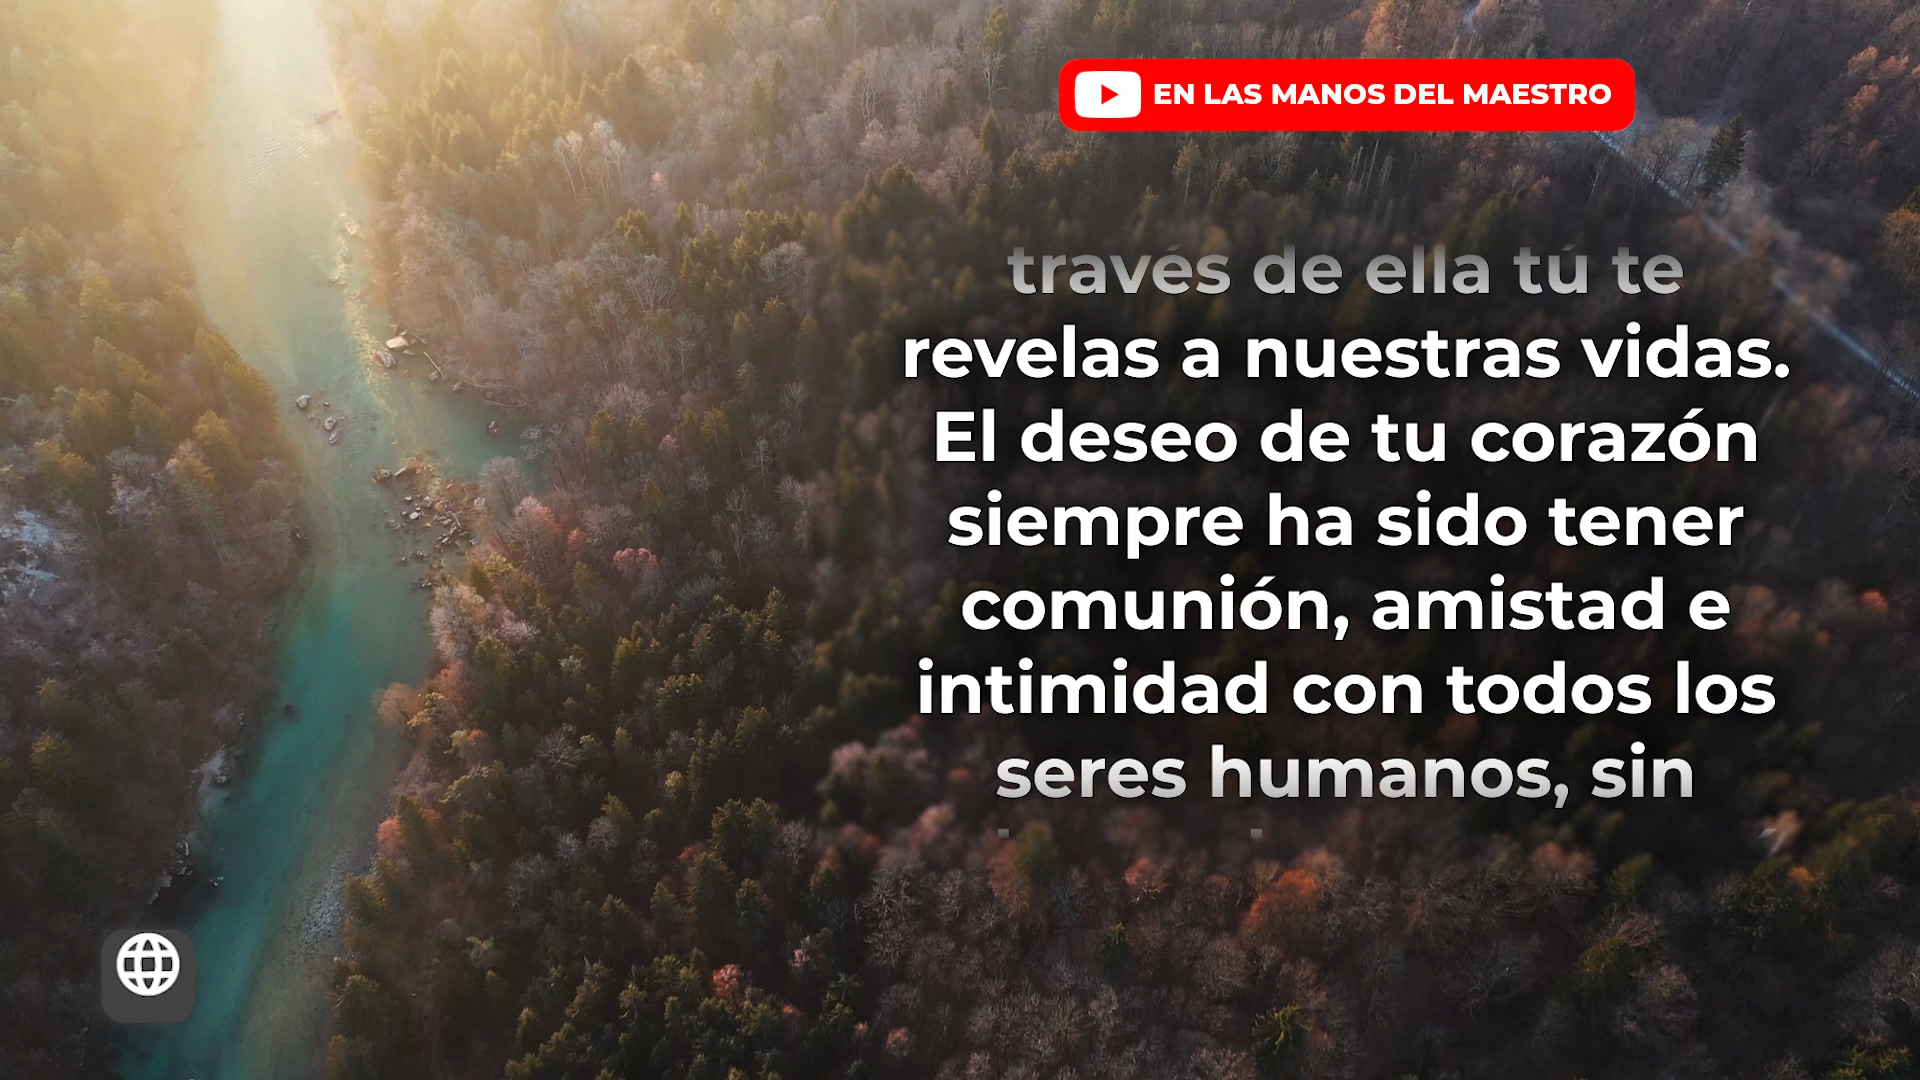 EN LAS MANOS DEL MAESTRO
través de ella tú te
revelas a nuestras vidas.
El deseo de tu corazón
siempre ha sido tener
comunión, amistad e
intimidad con todos los
seres humanos, sin